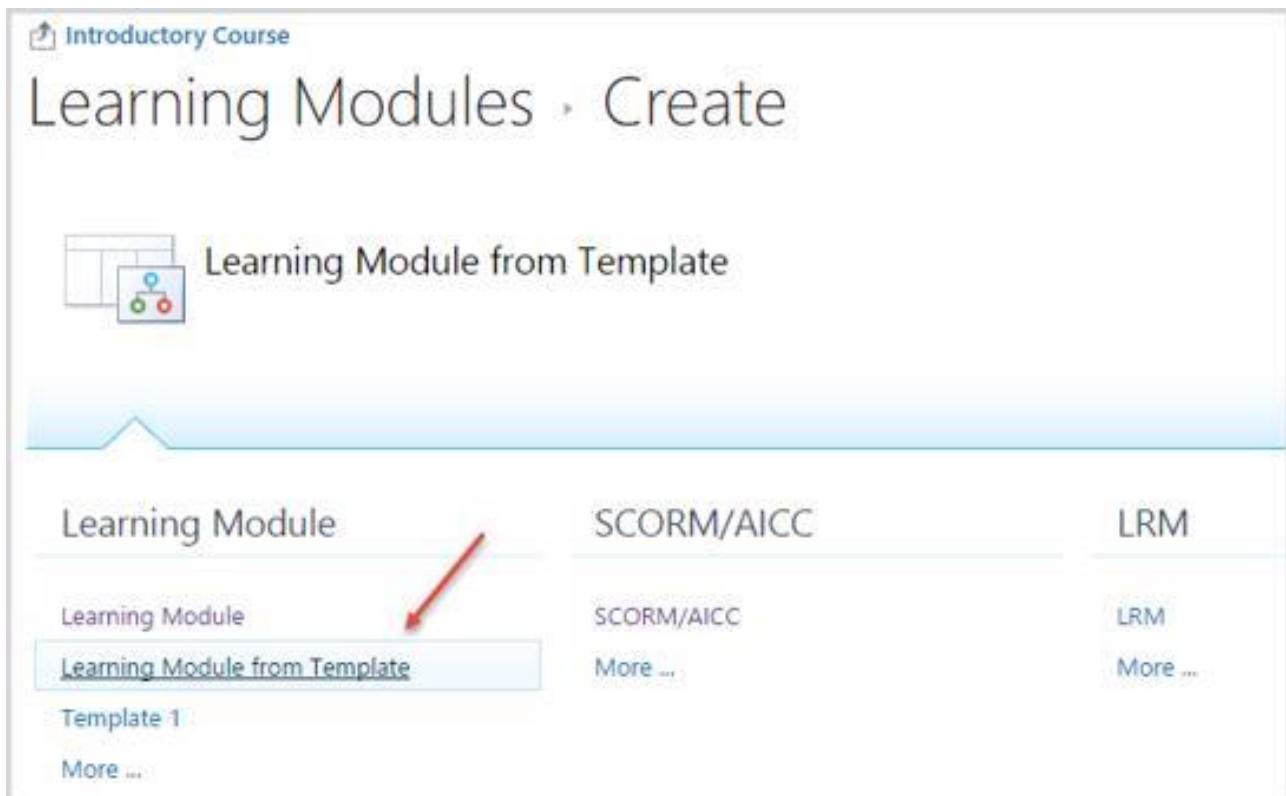 Introductory Course
Learning Modules ▸ Create
Learning Module from Template
Learning Module
SCORM/AICC
LRM
Learning Module
SCORM/AICC
LRM
Learning Module from Template
More ...
More ...
Template 1
More ...